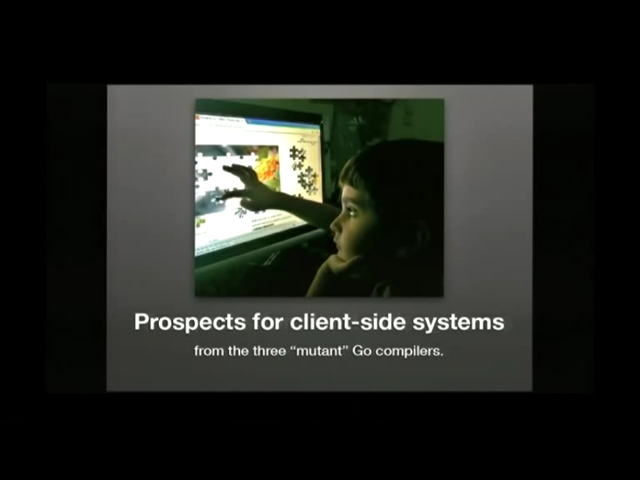 Prospects for client-side systems
from the three “mutant” Go compilers.